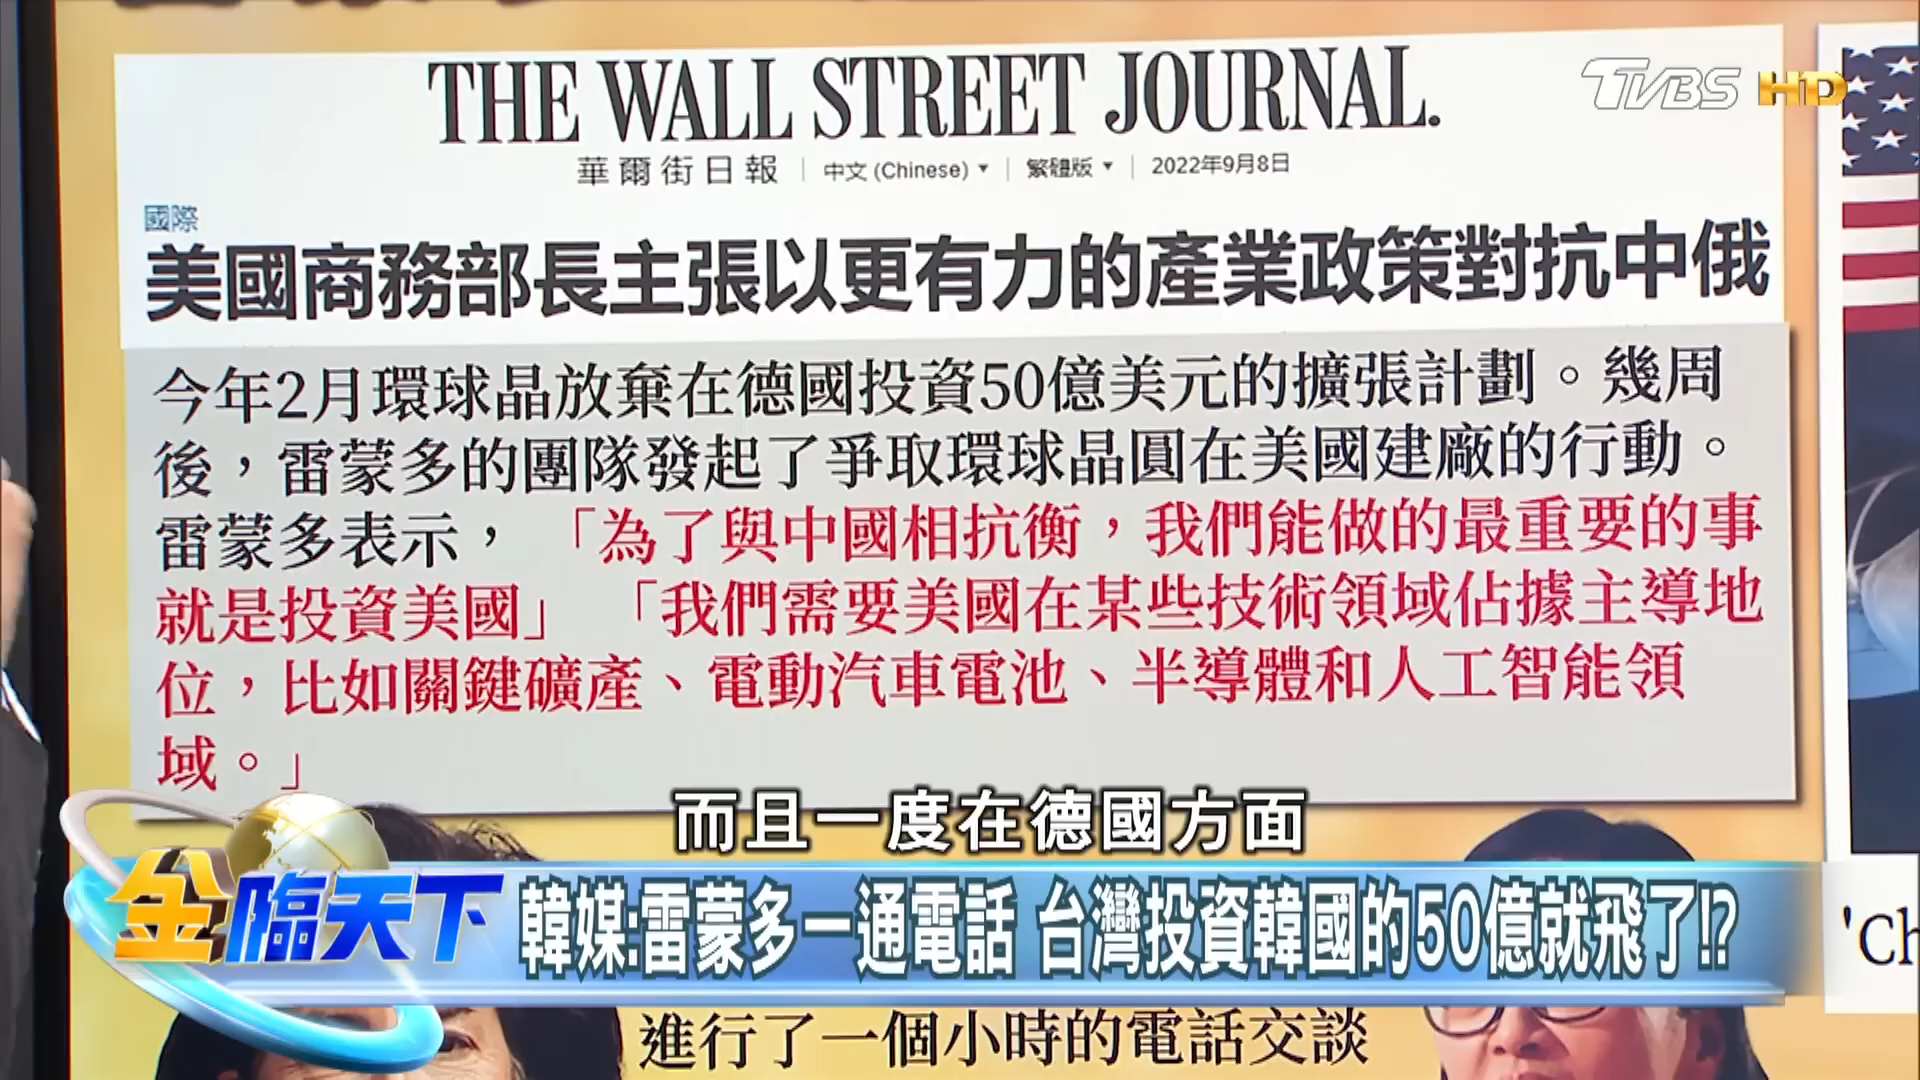 THE WALL STREET JOURNAL.
TVBS HD
華爾街日報 | 中文 (Chinese) ▾ | 繁體版 ▾ | 2022年9月8日
國際
美國商務部長主張以更有力的產業政策對抗中俄
今年2月環球晶放棄在德國投資50億美元的擴張計劃。幾周
後，雷蒙多的團隊發起了爭取環球晶圓在美國建廠的行動。
雷蒙多表示，「為了與中國相抗衡，我們能做的最重要的事
就是投資美國」「我們需要美國在某些技術領域佔據主導地
位，比如關鍵礦產、電動汽車電池、半導體和人工智能領
域。」
而且一度在德國方面
金臨天下
韓媒:雷蒙多一通電話 台灣投資韓國的50億就飛了!?
'Ch
進行了一個小時的電話交談